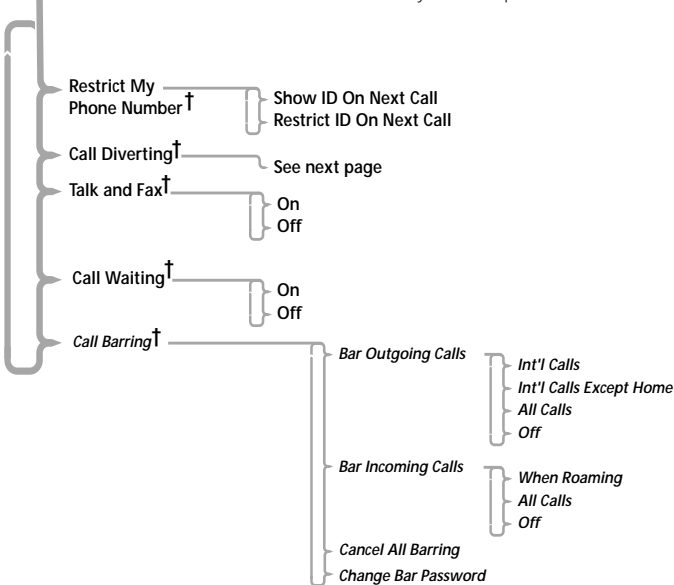 Restrict My
Phone Number†
Show ID On Next Call
Restrict ID On Next Call
Call Diverting†
See next page
Talk and Fax†
On
Off
Call Waiting†
On
Off
Call Barring†
Bar Outgoing Calls
Int'l Calls
Int'l Calls Except Home
All Calls
Off
Bar Incoming Calls
When Roaming
All Calls
Off
Cancel All Barring
Change Bar Password